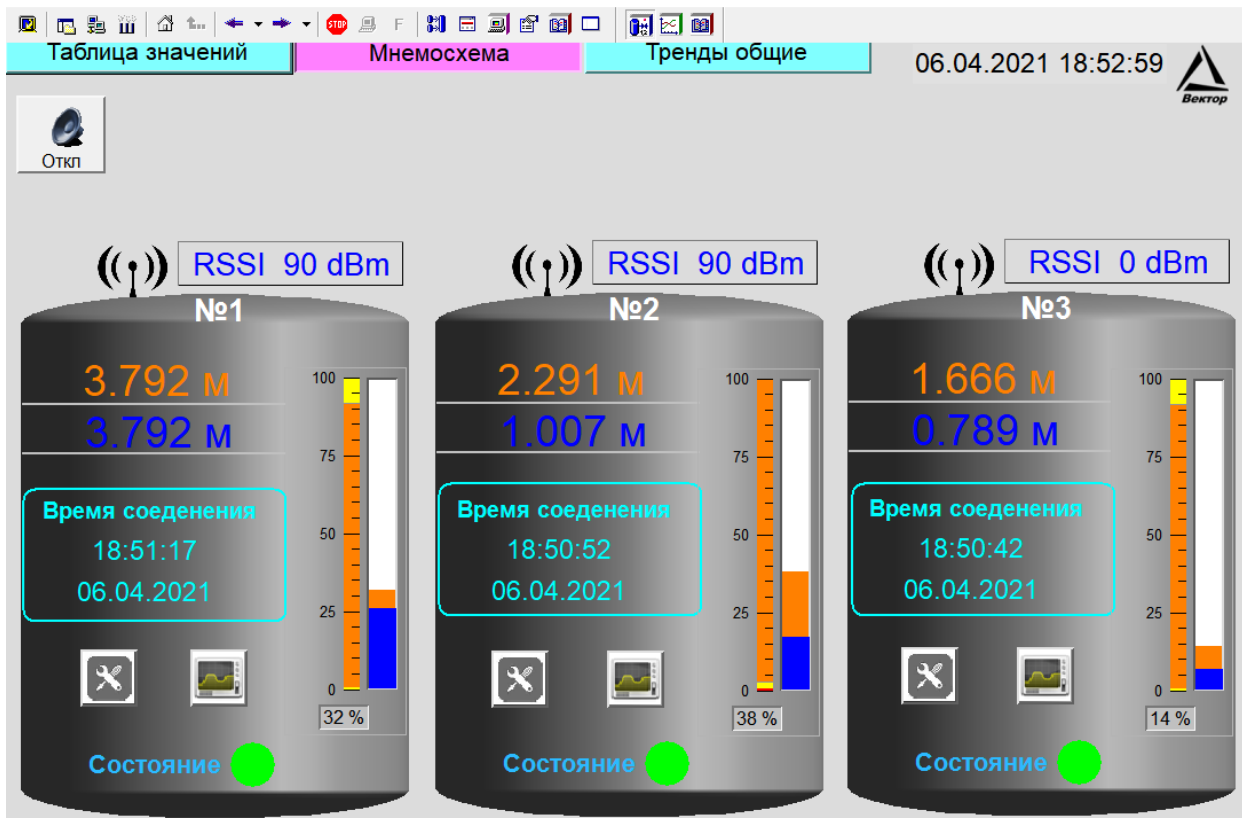 STOP F
Таблица значений Мнемосхема Тренды общие 06.04.2021 18:52:59
Вектор
Откл
RSSI 90 dBm RSSI 90 dBm RSSI 0 dBm
№1 №2 №3
3.792 м 100 2.291 м 100 1.666 м 100
3.792 м 1.007 м 0.789 м
75 75 75
Время соеденения Время соеденения Время соеденения
18:51:17 50 18:50:52 50 18:50:42 50
06.04.2021 06.04.2021 06.04.2021
25 25 25
0 0 0
32 % 38 % 14 %
Состояние Состояние Состояние